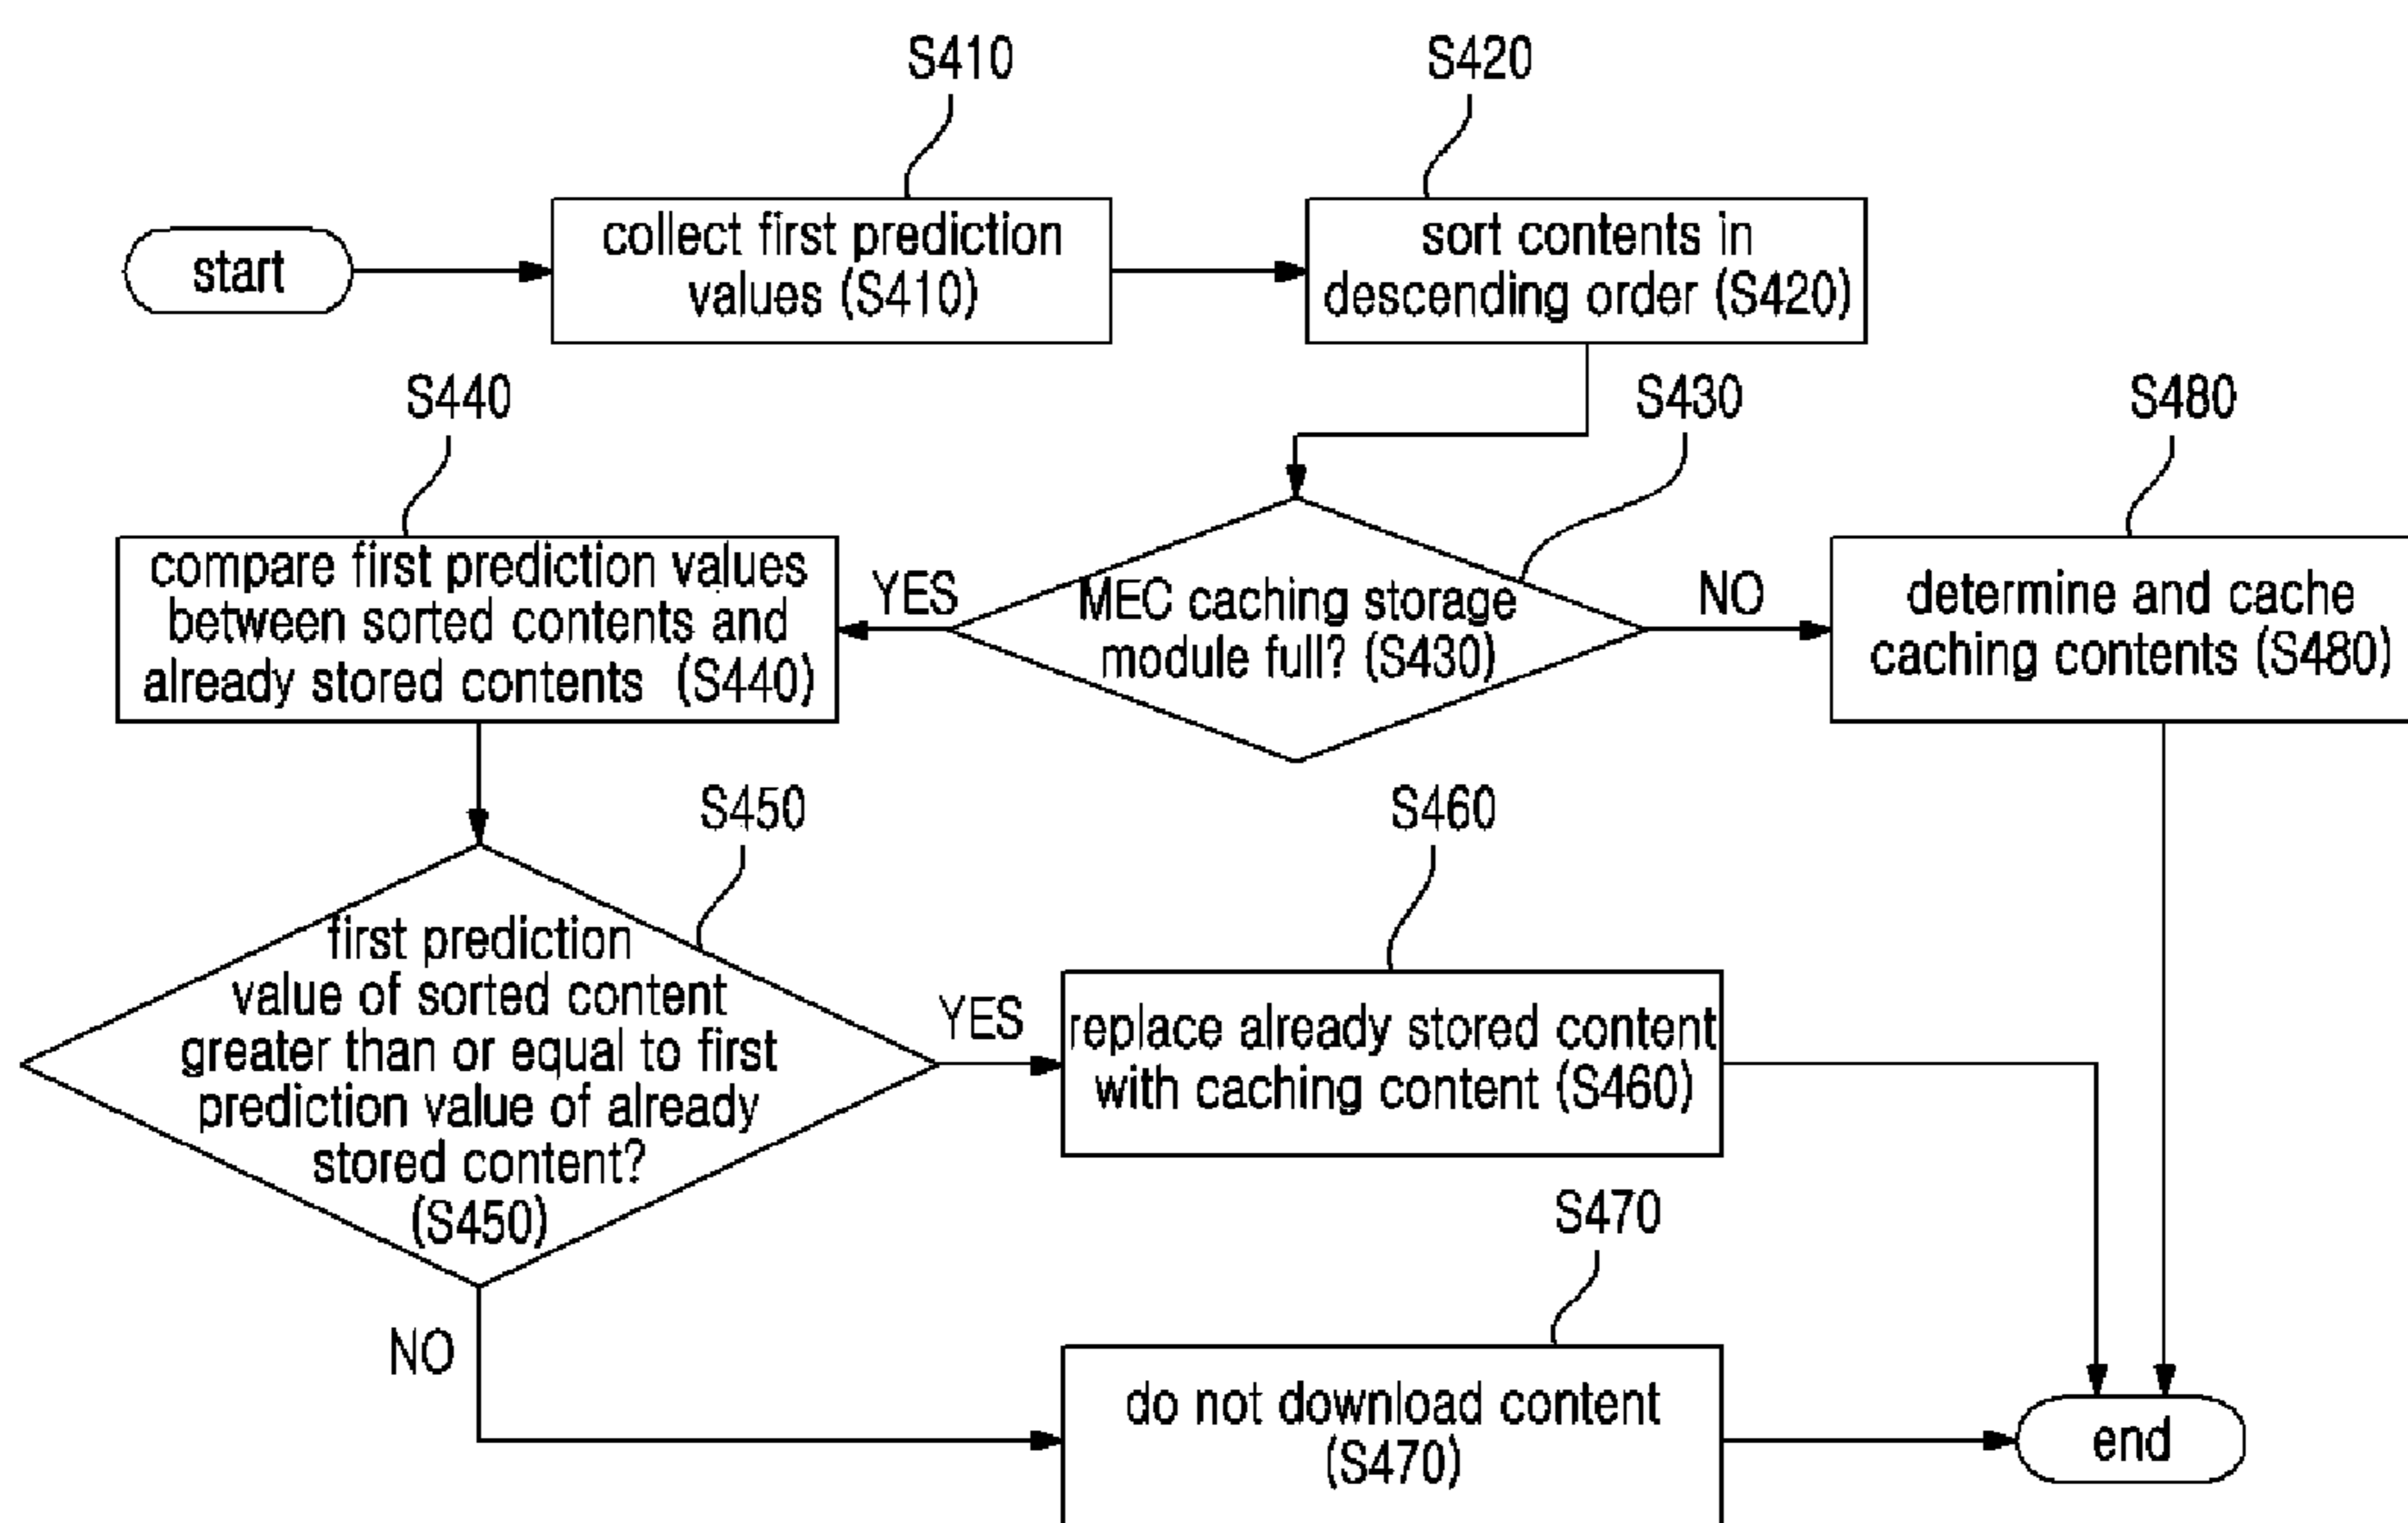 S410
S420
start
collect first prediction
values (S410)
sort contents in
descending order (S420)
S440
S430
S480
compare first prediction values
between sorted contents and
already stored contents (S440)
YES
MEC caching storage
module full? (S430)
NO
determine and cache
caching contents (S480)
S450
S460
first prediction
value of sorted content
greater than or equal to first
prediction value of already
stored content?
(S450)
YES
replace already stored content
with caching content (S460)
S470
NO
do not download content
(S470)
end